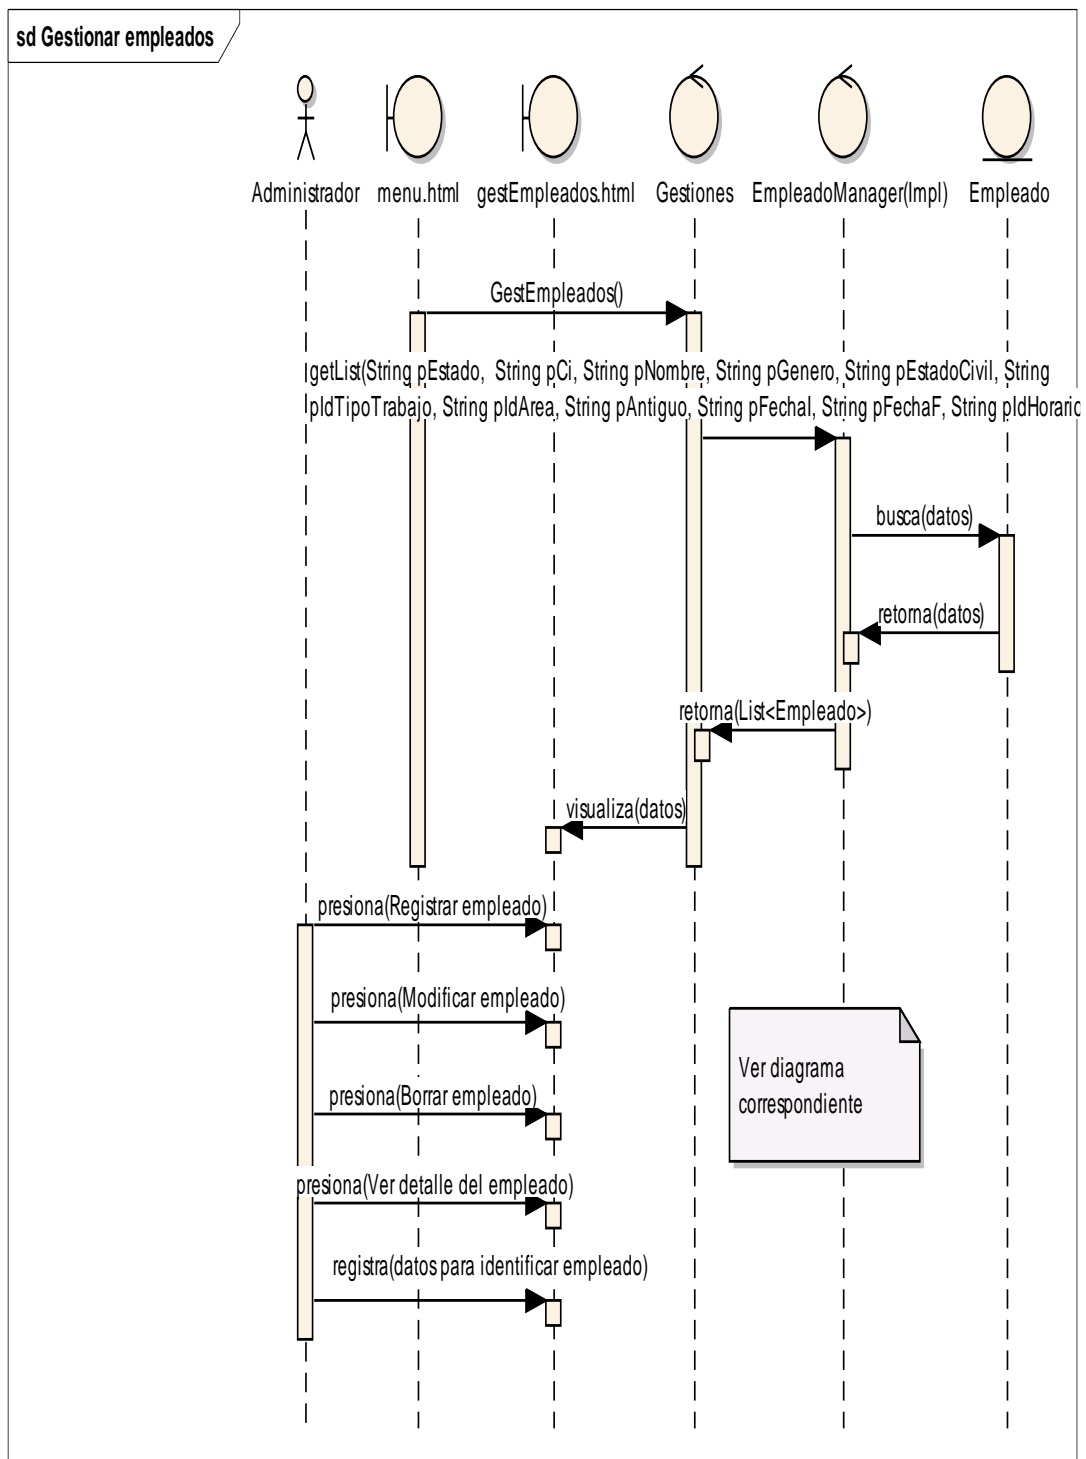 sd Gestionar empleados
Administrador
menu.html
gestEmpleados.html
Gestiones
EmpleadoManager(Impl)
Empleado
GestEmpleados()
getList(String pEstado, String pCi, String pNombre, String pGenero, String pEstadoCivil, String
pIdTipoTrabajo, String pIdArea, String pAntiguo, String pFechaI, String pFechaF, String pIdHorario
busca(datos)
retorna(datos)
retorna(List<Empleado>)
visualiza(datos)
presiona(Registrar empleado)
presiona(Modificar empleado)
Ver diagrama
correspondiente
presiona(Borrar empleado)
presiona(Ver detalle del empleado)
registra(datos para identificar empleado)